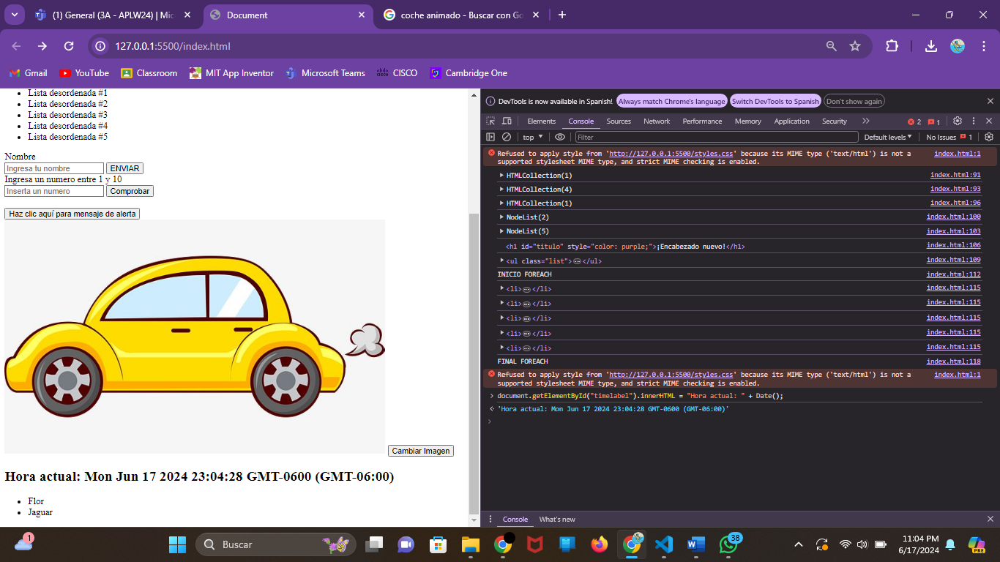 (1) General (3A - APLW24) | Mic
Document
coche animado - Buscar con Go
127.0.0.1:5500/index.html
Gmail
YouTube
Classroom
MIT App Inventor
Microsoft Teams
CISCO
Cambridge One
Lista desordenada #1
Lista desordenada #2
Lista desordenada #3
Lista desordenada #4
Lista desordenada #5
Nombre
Ingresa tu nombre ENVIAR
Ingresa un numero entre 1 y 10
Inserta un numero Comprobar
Haz clic aquí para mensaje de alerta
Cambiar Imagen
Hora actual: Mon Jun 17 2024 23:04:28 GMT-0600 (GMT-06:00)
Flor
Jaguar
DevTools is now available in Spanish! Always match Chrome's language Switch DevTools to Spanish Don't show again
Elements Console Sources Network Performance Memory Application Security 2 1
top Filter Default levels No Issues 1
Refused to apply style from 'http://127.0.0.1:5500/styles.css' because its MIME type ('text/html') is not a index.html:1
supported stylesheet MIME type, and strict MIME checking is enabled.
HTMLCollection(1) index.html:91
HTMLCollection(4) index.html:93
HTMLCollection(1) index.html:96
NodeList(2) index.html:100
NodeList(5) index.html:103
<h1 id="titulo" style="color: purple;">¡Encabezado nuevo!</h1> index.html:106
<ul class="list">…</ul> index.html:109
INICIO FOREACH index.html:112
<li>…</li> index.html:115
<li>…</li> index.html:115
<li>…</li> index.html:115
<li>…</li> index.html:115
<li>…</li> index.html:115
FINAL FOREACH index.html:118
Refused to apply style from 'http://127.0.0.1:5500/styles.css' because its MIME type ('text/html') is not a index.html:1
supported stylesheet MIME type, and strict MIME checking is enabled.
document.getElementById("timelabel").innerHTML = "Hora actual: " + Date();
'Hora actual: Mon Jun 17 2024 23:04:28 GMT-0600 (GMT-06:00)'
Console What's new
1
Buscar
38
11:04 PM
6/17/2024
PRE